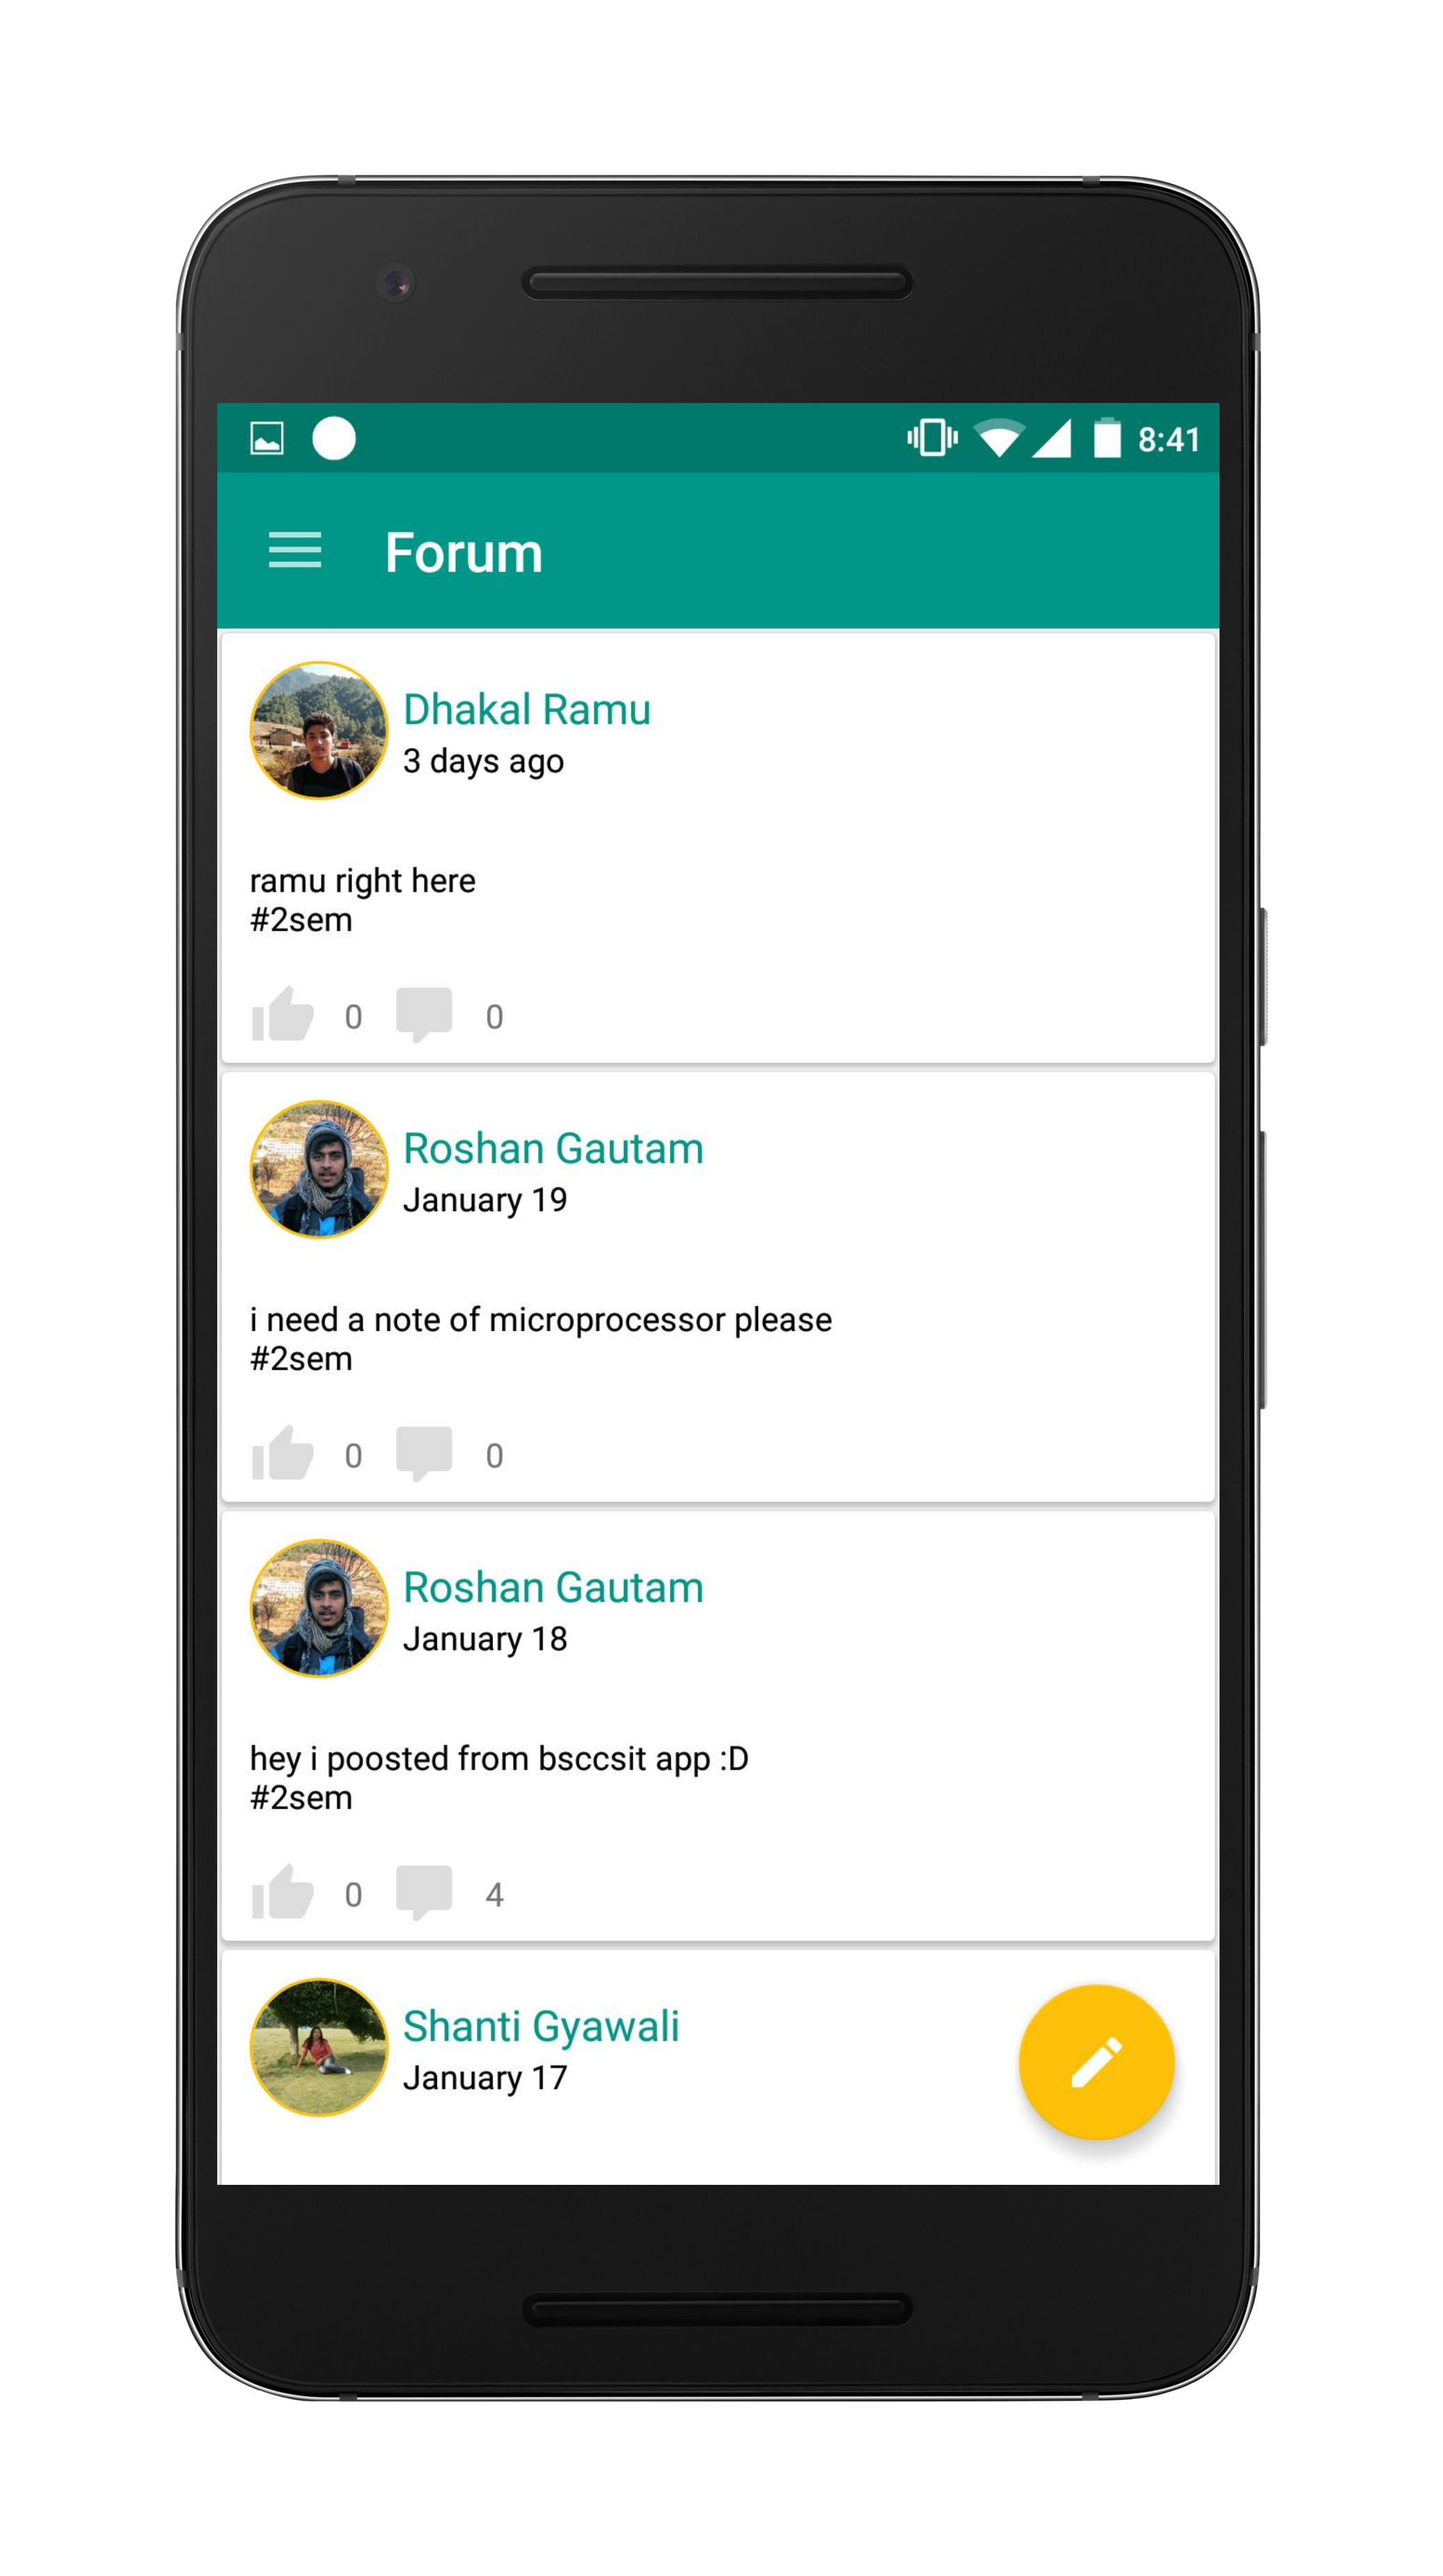 8:41
Forum
Dhakal Ramu
3 days ago
ramu right here
#2sem
0 0
Roshan Gautam
January 19
i need a note of microprocessor please
#2sem
0 0
Roshan Gautam
January 18
hey i poosted from bsccsit app :D
#2sem
0 4
Shanti Gyawali
January 17